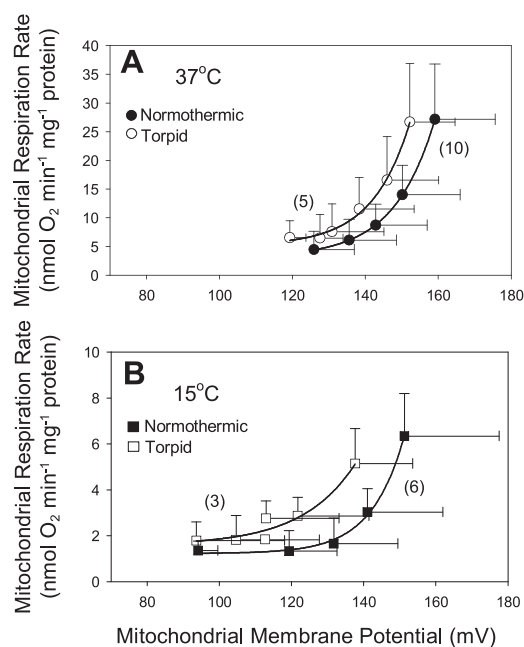 Mitochondrial Respiration Rate
(nmol O₂ min⁻¹ mg⁻¹ protein)
40
35
30
25
20
15
10
5
0
A
37°C
Normothermic
Torpid
(5)
(10)
80
100
120
140
160
180
Mitochondrial Respiration Rate
(nmol O₂ min⁻¹ mg⁻¹ protein)
10
8
6
4
2
0
B
15°C
Normothermic
Torpid
(3)
(6)
80
100
120
140
160
180
Mitochondrial Membrane Potential (mV)